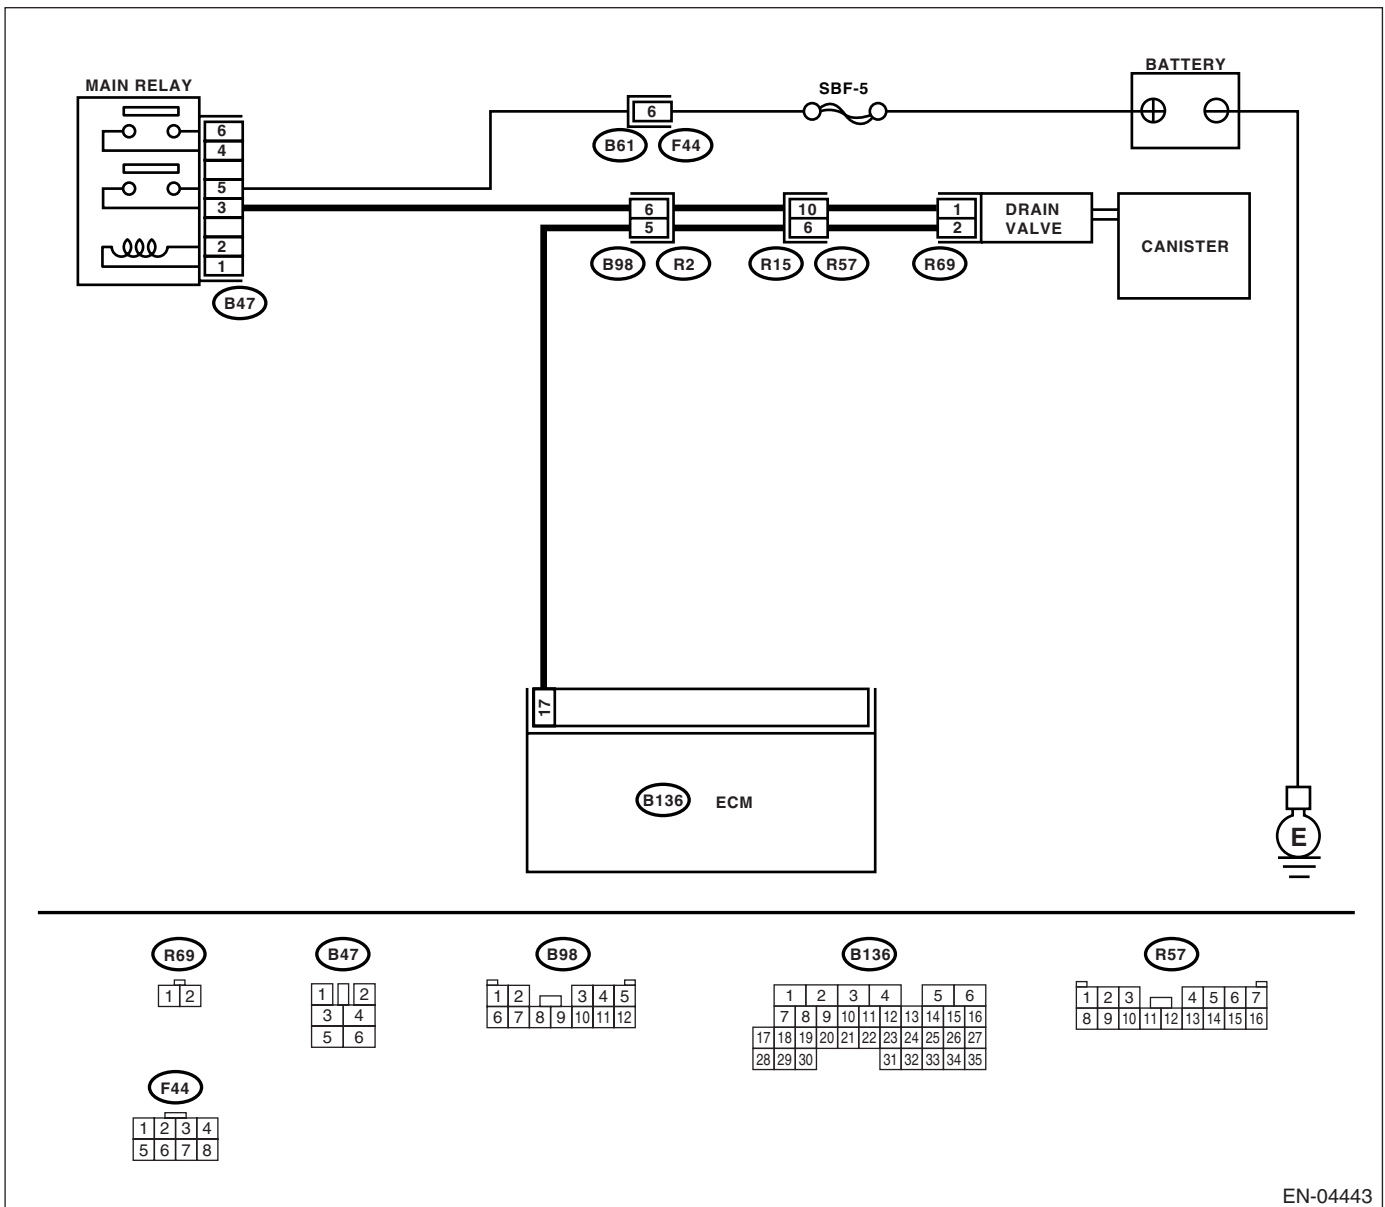 BATTERY
MAIN RELAY
SBF-5
6
6
4
5
3
2
1
B47
B61 F44
6 10 1
5 6 2
DRAIN
VALVE
CANISTER
B98 R2 R15 R57 R69
17
B136 ECM
E
R69 B47 B98 B136 R57
1 2
1 2
3 4
5 6
1 2 3 4 5
6 7 8 9 10 11 12
1 2 3 4 5 6
7 8 9 10 11 12 13 14 15 16
17 18 19 20 21 22 23 24 25 26 27
28 29 30 31 32 33 34 35
1 2 3 4 5 6 7
8 9 10 11 12 13 14 15 16
F44
1 2 3 4
5 6 7 8
EN-04443